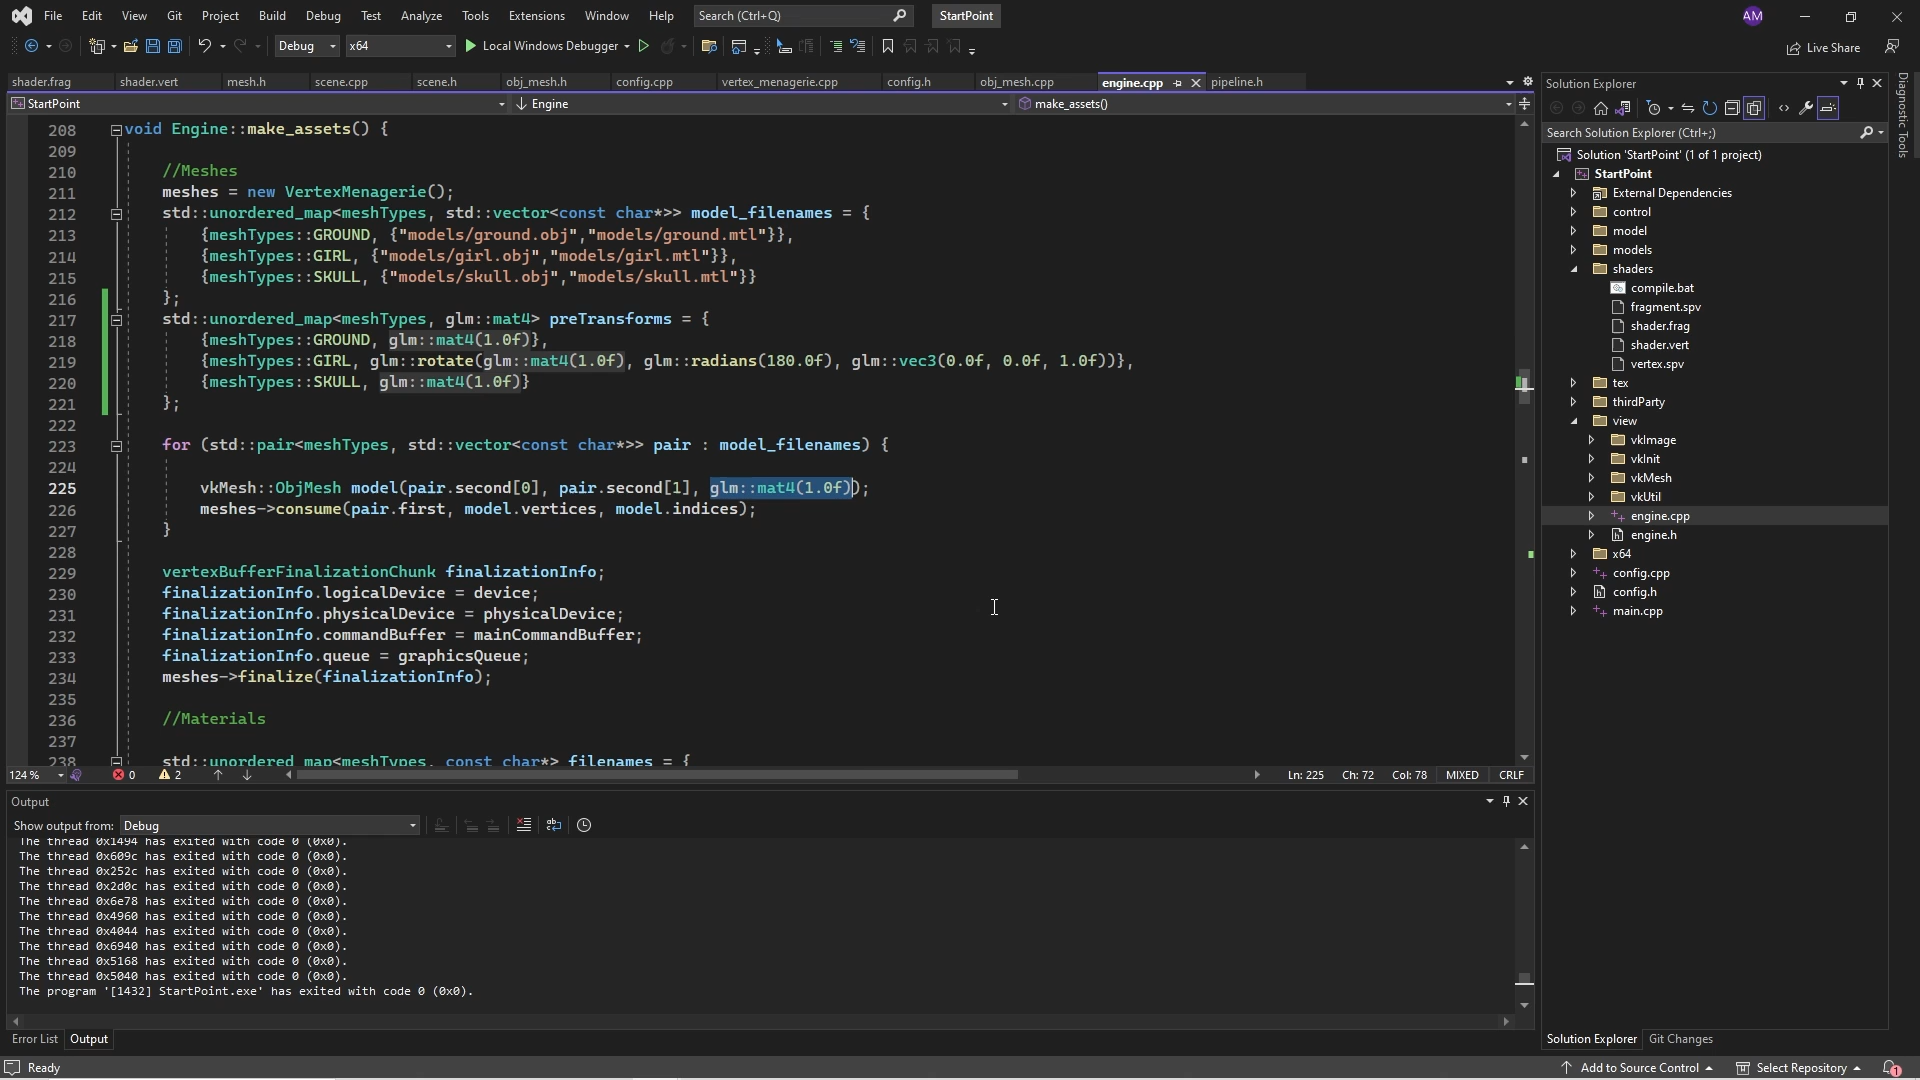 File Edit View Git Project Build Debug Test Analyze Tools Extensions Window Help Search (Ctrl+Q) StartPoint AM
Debug x64 Local Windows Debugger Live Share
shader.frag shader.vert mesh.h scene.cpp scene.h obj_mesh.h config.cpp vertex_menagerie.cpp config.h obj_mesh.cpp engine.cpp pipeline.h
StartPoint Engine make_assets()
208 void Engine::make_assets() {
209
210 //Meshes
211 meshes = new VertexMenagerie();
212 std::unordered_map<meshTypes, std::vector<const char*>> model_filenames = {
213 {meshTypes::GROUND, {"models/ground.obj","models/ground.mtl"}},
214 {meshTypes::GIRL, {"models/girl.obj","models/girl.mtl"}},
215 {meshTypes::SKULL, {"models/skull.obj","models/skull.mtl"}}
216 };
217 std::unordered_map<meshTypes, glm::mat4> preTransforms = {
218 {meshTypes::GROUND, glm::mat4(1.0f)},
219 {meshTypes::GIRL, glm::rotate(glm::mat4(1.0f), glm::radians(180.0f), glm::vec3(0.0f, 0.0f, 1.0f))},
220 {meshTypes::SKULL, glm::mat4(1.0f)}
221 };
222
223 for (std::pair<meshTypes, std::vector<const char*>> pair : model_filenames) {
224
225 vkMesh::ObjMesh model(pair.second[0], pair.second[1], glm::mat4(1.0f));
226 meshes->consume(pair.first, model.vertices, model.indices);
227 }
228
229 vertexBufferFinalizationChunk finalizationInfo;
230 finalizationInfo.logicalDevice = device;
231 finalizationInfo.physicalDevice = physicalDevice;
232 finalizationInfo.commandBuffer = mainCommandBuffer;
233 finalizationInfo.queue = graphicsQueue;
234 meshes->finalize(finalizationInfo);
235
236 //Materials
237
238 std::unordered_map<meshTypes, const char*> filenames = {
124 % 0 2 Ln: 225 Ch: 72 Col: 78 MIXED CRLF
Output
Show output from: Debug
The thread 0x1494 has exited with code 0 (0x0).
The thread 0x609c has exited with code 0 (0x0).
The thread 0x252c has exited with code 0 (0x0).
The thread 0x2d0c has exited with code 0 (0x0).
The thread 0x6e78 has exited with code 0 (0x0).
The thread 0x4960 has exited with code 0 (0x0).
The thread 0x4044 has exited with code 0 (0x0).
The thread 0x6940 has exited with code 0 (0x0).
The thread 0x5168 has exited with code 0 (0x0).
The thread 0x5040 has exited with code 0 (0x0).
The program '[1432] StartPoint.exe' has exited with code 0 (0x0).
Error List Output
Solution Explorer
Search Solution Explorer (Ctrl+;)
Solution 'StartPoint' (1 of 1 project)
StartPoint
External Dependencies
control
model
models
shaders
compile.bat
fragment.spv
shader.frag
shader.vert
vertex.spv
tex
thirdParty
view
vkImage
vkInit
vkMesh
vkUtil
engine.cpp
engine.h
x64
config.cpp
config.h
main.cpp
Solution Explorer Git Changes
Diagnostic Tools
Ready Add to Source Control Select Repository 1